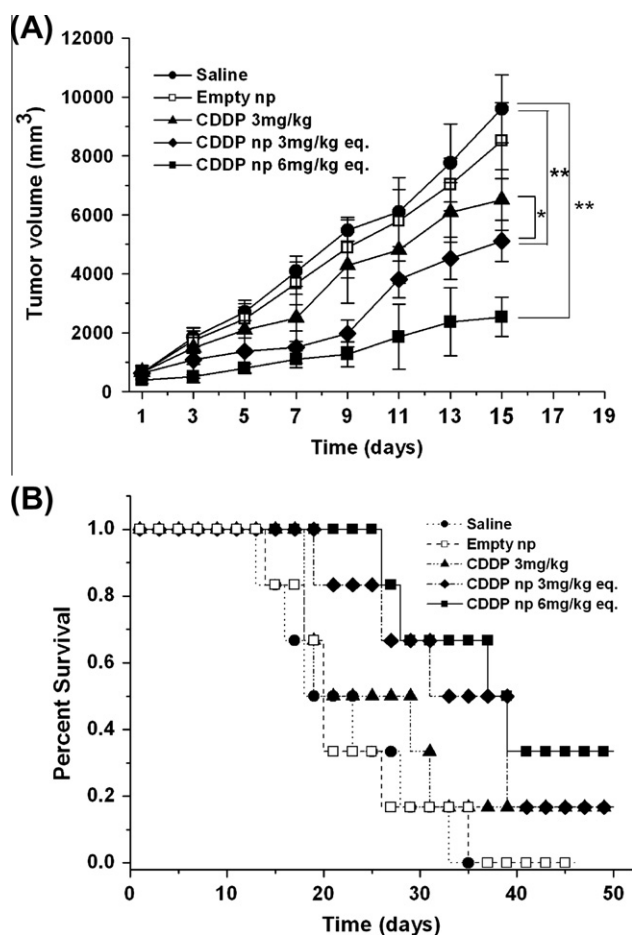 (A)
12000
10000
8000
6000
4000
2000
0
Tumor volume (mm³)
Saline
Empty np
CDDP 3mg/kg
CDDP np 3mg/kg eq.
CDDP np 6mg/kg eq.
**
*
**
1 3 5 7 9 11 13 15 17 19
Time (days)
(B)
1.0
0.8
0.6
0.4
0.2
0.0
Percent Survival
Saline
Empty np
CDDP 3mg/kg
CDDP np 3mg/kg eq.
CDDP np 6mg/kg eq.
0 10 20 30 40 50
Time (days)